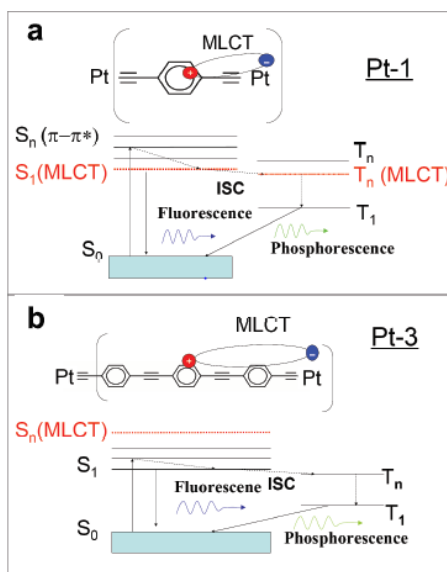 a
MLCT
+
-
Pt
Pt
Pt-1
Sn (π–π*)
S1(MLCT)
Tn
Tn (MLCT)
ISC
Fluorescence
T1
S0
Phosphorescence
b
MLCT
Pt-3
+
-
Pt
Pt
Sn(MLCT)
S1
ISC
Tn
Fluorescene
T1
S0
Phosphorescence